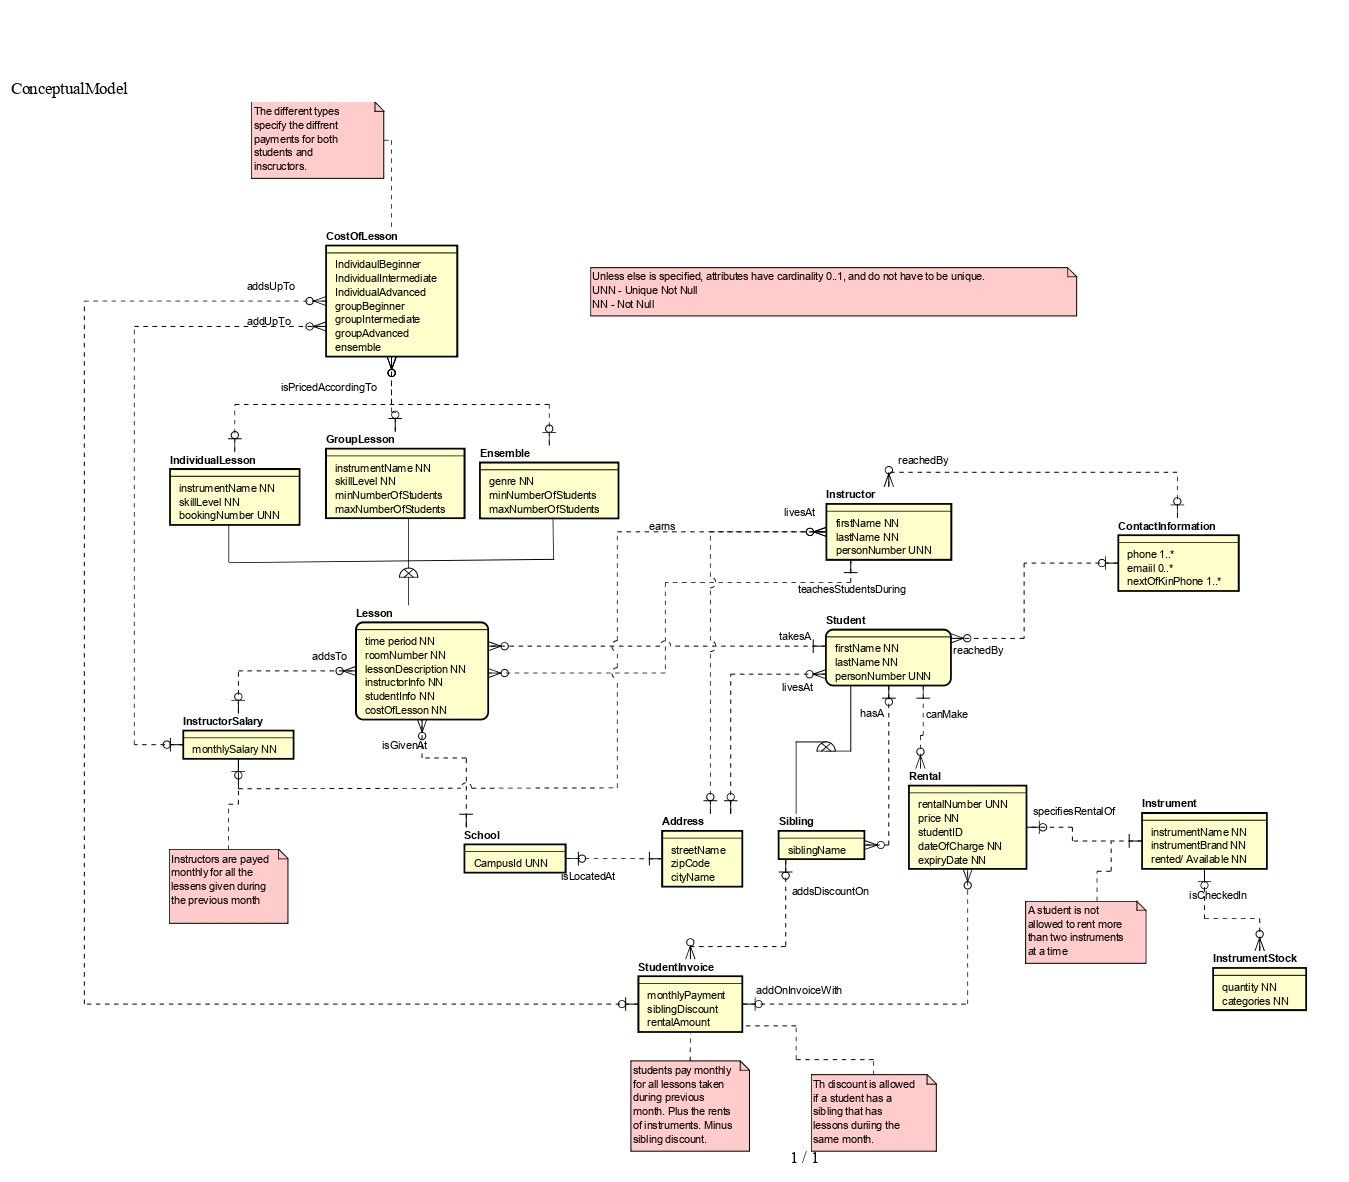 ConceptualModel
The different types
specify the diffrent
payments for both
students and
inscructors.
CostOfLesson
IndividaulBeginner
IndividualIntermediate
IndividualAdvanced
groupBeginner
groupIntermediate
groupAdvanced
ensemble
addsUpTo
addUpTo
Unless else is specified, attributes have cardinality 0..1, and do not have to be unique.
UNN - Unique Not Null
NN - Not Null
isPricedAccordingTo
IndividualLesson
instrumentName NN
skillLevel NN
bookingNumber UNN
GroupLesson
instrumentName NN
skillLevel NN
minNumberOfStudents
maxNumberOfStudents
Ensemble
genre NN
minNumberOfStudents
maxNumberOfStudents
reachedBy
Instructor
firstName NN
lastName NN
personNumber UNN
livesAt
earns
ContactInformation
phone 1..*
emaiil 0..*
nextOfKinPhone 1..*
teachesStudentsDuring
Lesson
time period NN
roomNumber NN
lessonDescription NN
instructorInfo NN
studentInfo NN
costOfLesson NN
Student
firstName NN
lastName NN
personNumber UNN
takesA
reachedBy
livesAt
addsTo
hasA
canMake
InstructorSalary
monthlySalary NN
isGivenAt
Rental
rentalNumber UNN
price NN
studentID
dateOfCharge NN
expiryDate NN
specifiesRentalOf
Instrument
instrumentName NN
instrumentBrand NN
rented/ Available NN
School
CampusId UNN
isLocatedAt
Address
streetName
zipCode
cityName
Sibling
siblingName
addsDiscountOn
Instructors are payed
monthly for all the
lessens given during
the previous month
isCheckedIn
A student is not
allowed to rent more
than two instruments
at a time
InstrumentStock
quantity NN
categories NN
StudentInvoice
monthlyPayment
siblingDiscount
rentalAmount
addOnInvoiceWith
students pay monthly
for all lessons taken
during previous
month. Plus the rents
of instruments. Minus
sibling discount.
Th discount is allowed
if a student has a
sibling that has
lessons duriing the
same month.
1 / 1